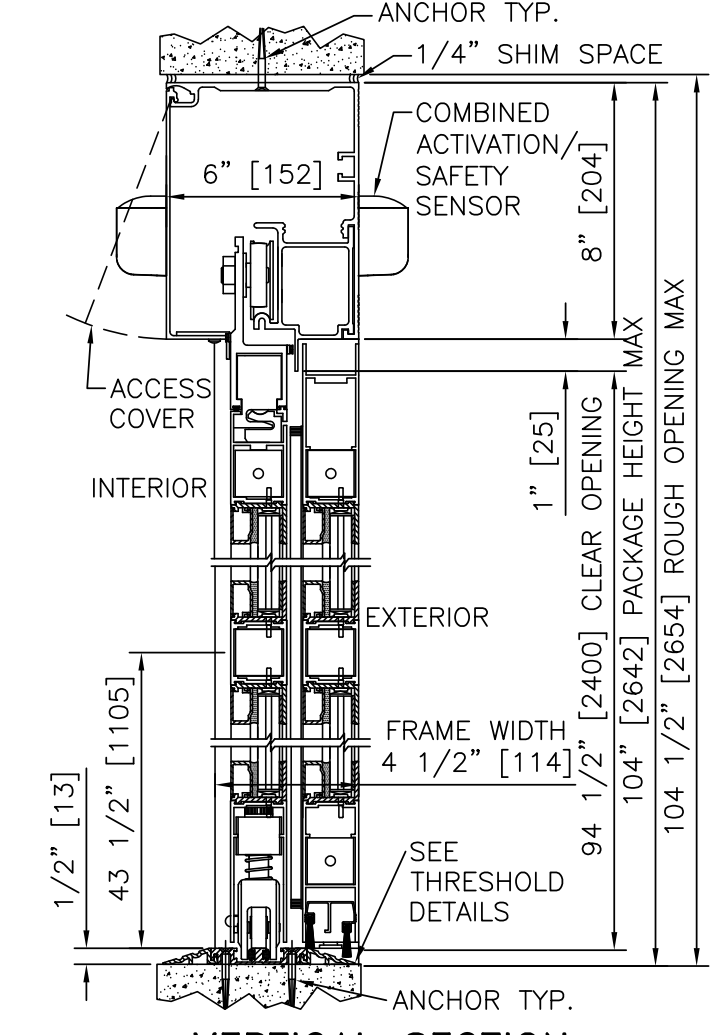 ANCHOR TYP.
1/4" SHIM SPACE
COMBINED
ACTIVATION/
SAFETY
SENSOR
6" [152]
8" [204]
ACCESS
COVER
INTERIOR
1" [25]
EXTERIOR
94 1/2" [2400] CLEAR OPENING
104" [2642] PACKAGE HEIGHT MAX
104 1/2" [2654] ROUGH OPENING MAX
FRAME WIDTH
4 1/2" [114]
1/2" [13]
43 1/2" [1105]
SEE
THRESHOLD
DETAILS
ANCHOR TYP.
VERTICAL SECTION